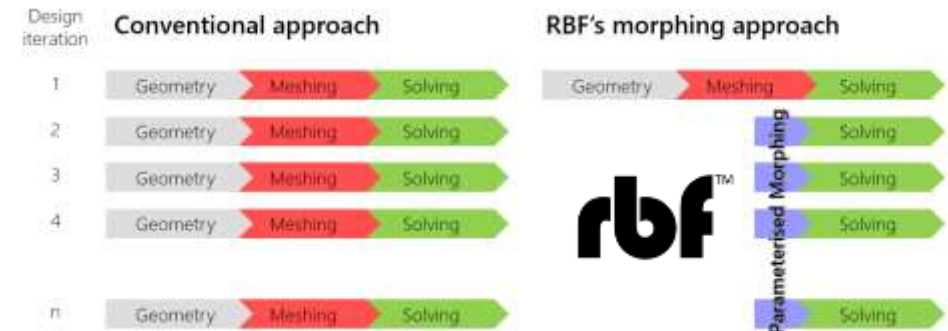 Design
iteration
Conventional approach
RBF's morphing approach
1
Geometry
Meshing
Solving
Geometry
Meshing
Solving
2
Geometry
Meshing
Solving
Solving
3
Geometry
Meshing
Solving
Solving
4
Geometry
Meshing
Solving
Solving
n
Geometry
Meshing
Solving
Solving
rbf™
Parameterised Morphing